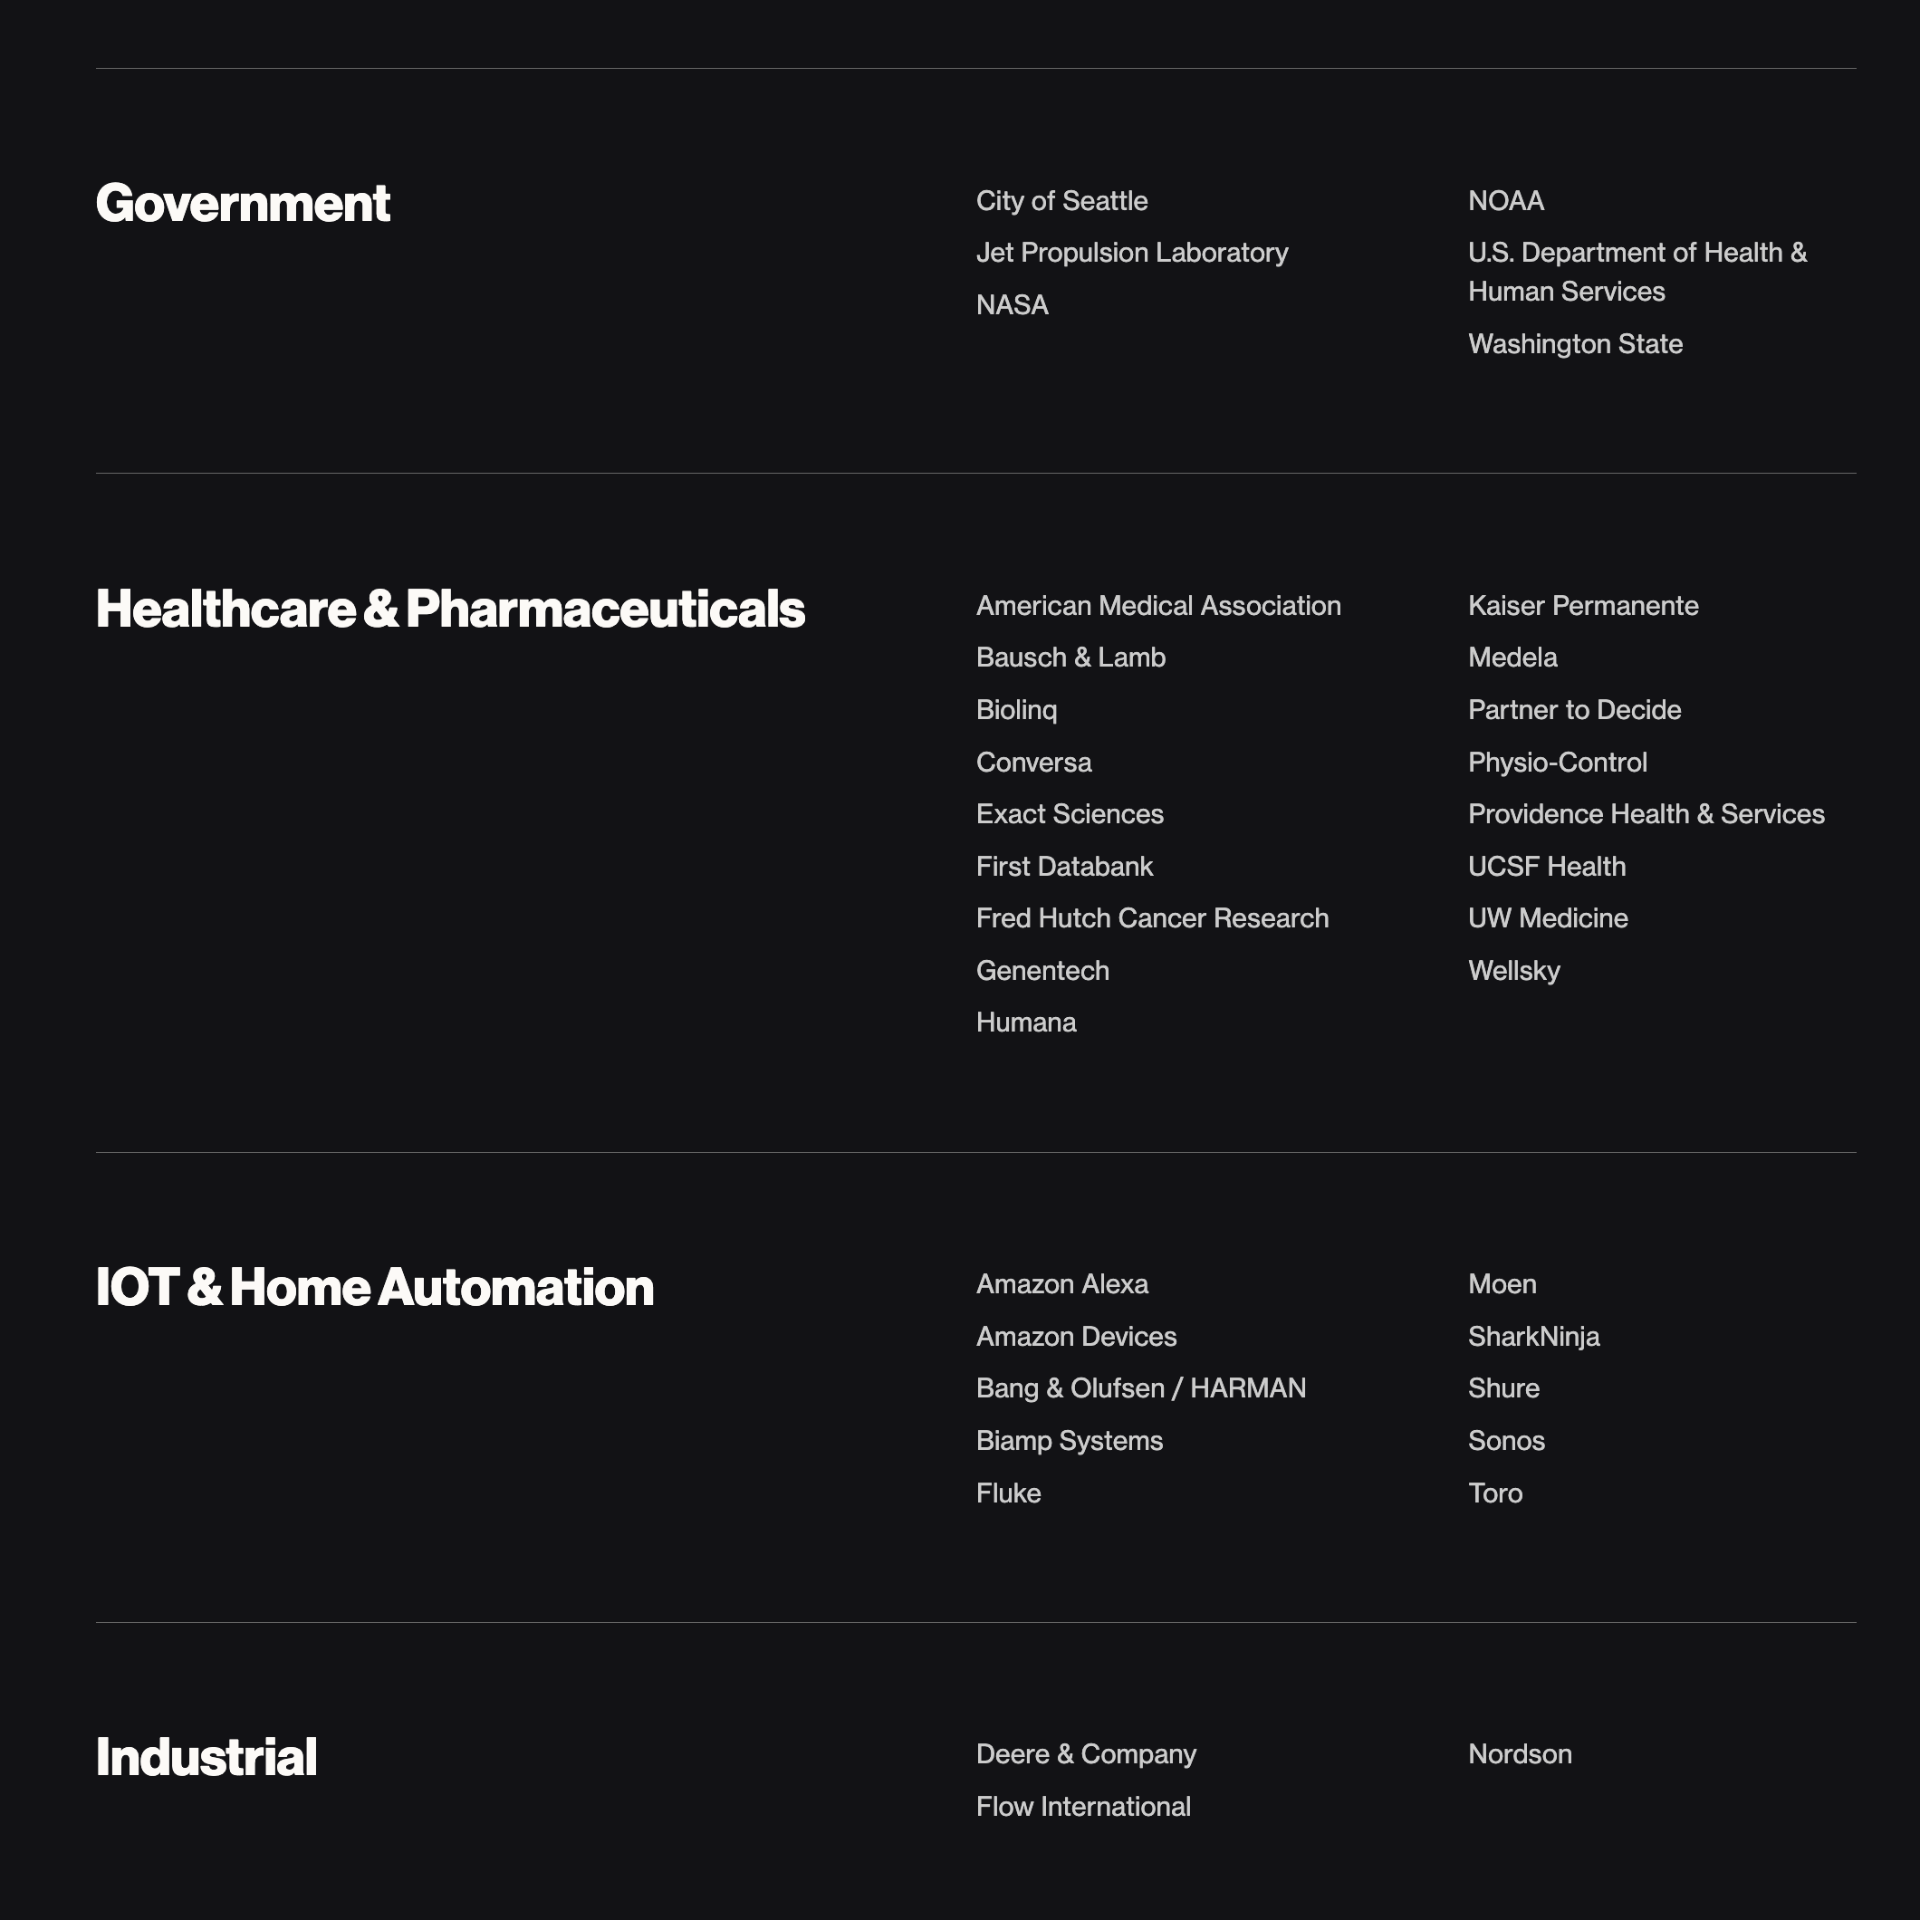 Government
City of Seattle
Jet Propulsion Laboratory
NASA
NOAA
U.S. Department of Health &
Human Services
Washington State
Healthcare & Pharmaceuticals
American Medical Association
Bausch & Lamb
Biolinq
Conversa
Exact Sciences
First Databank
Fred Hutch Cancer Research
Genentech
Humana
Kaiser Permanente
Medela
Partner to Decide
Physio-Control
Providence Health & Services
UCSF Health
UW Medicine
Wellsky
IOT & Home Automation
Amazon Alexa
Amazon Devices
Bang & Olufsen / HARMAN
Biamp Systems
Fluke
Moen
SharkNinja
Shure
Sonos
Toro
Industrial
Deere & Company
Flow International
Nordson